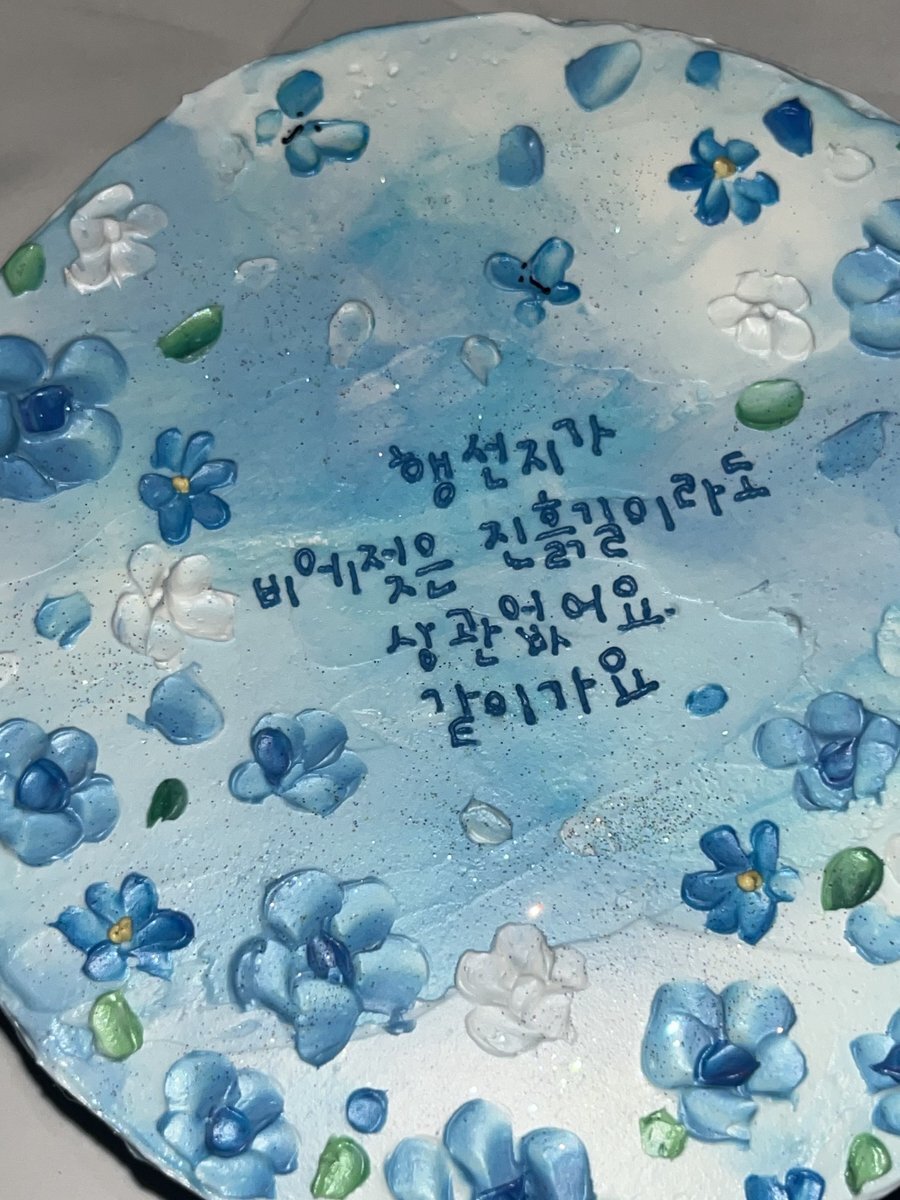 행선지가
비에젖은 진흙길이라도
상관없어요.
같이가요